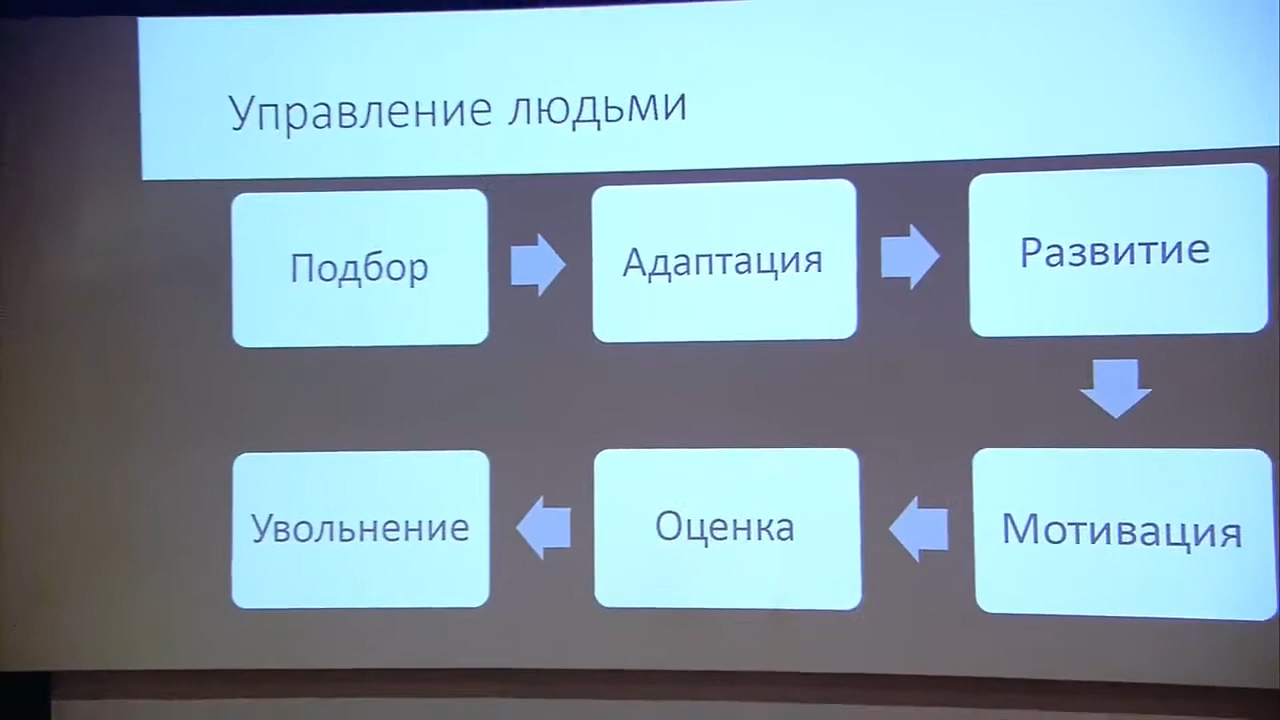 Управление людьми
Подбор
Адаптация
Развитие
Мотивация
Оценка
Увольнение